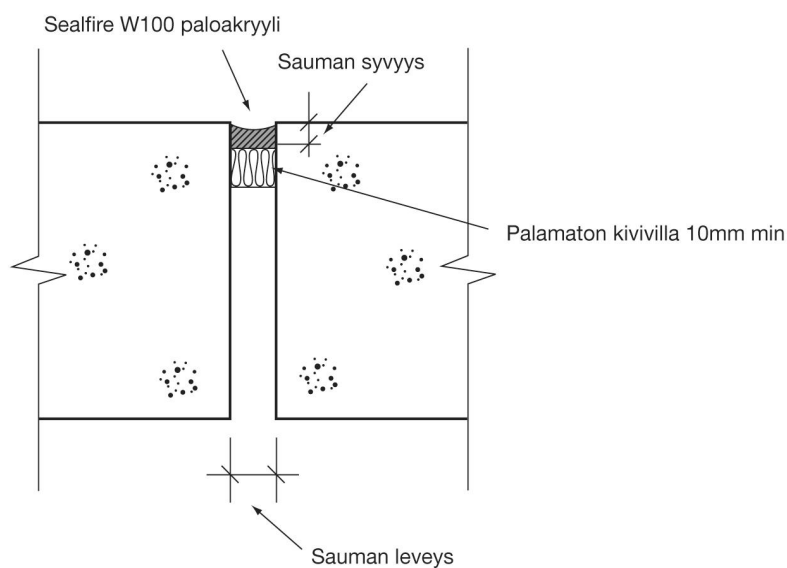 Sealfire W100 paloakryyli
Sauman syvyys
Palamaton kivivilla 10mm min
Sauman leveys